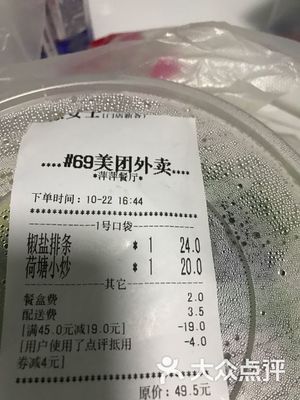 女士
....#69美团外卖....
*萍萍餐厅*
下单时间：10-22 16:44
1号口袋
椒盐排条 * 1 24.0
荷塘小炒 * 1 20.0
其它
餐盒费 2.0
配送费 3.5
[满45.0元减19.0元] -19.0
[用户使用了点评抵用 -4.0
券减4元]
原价：49.5元
大众点评